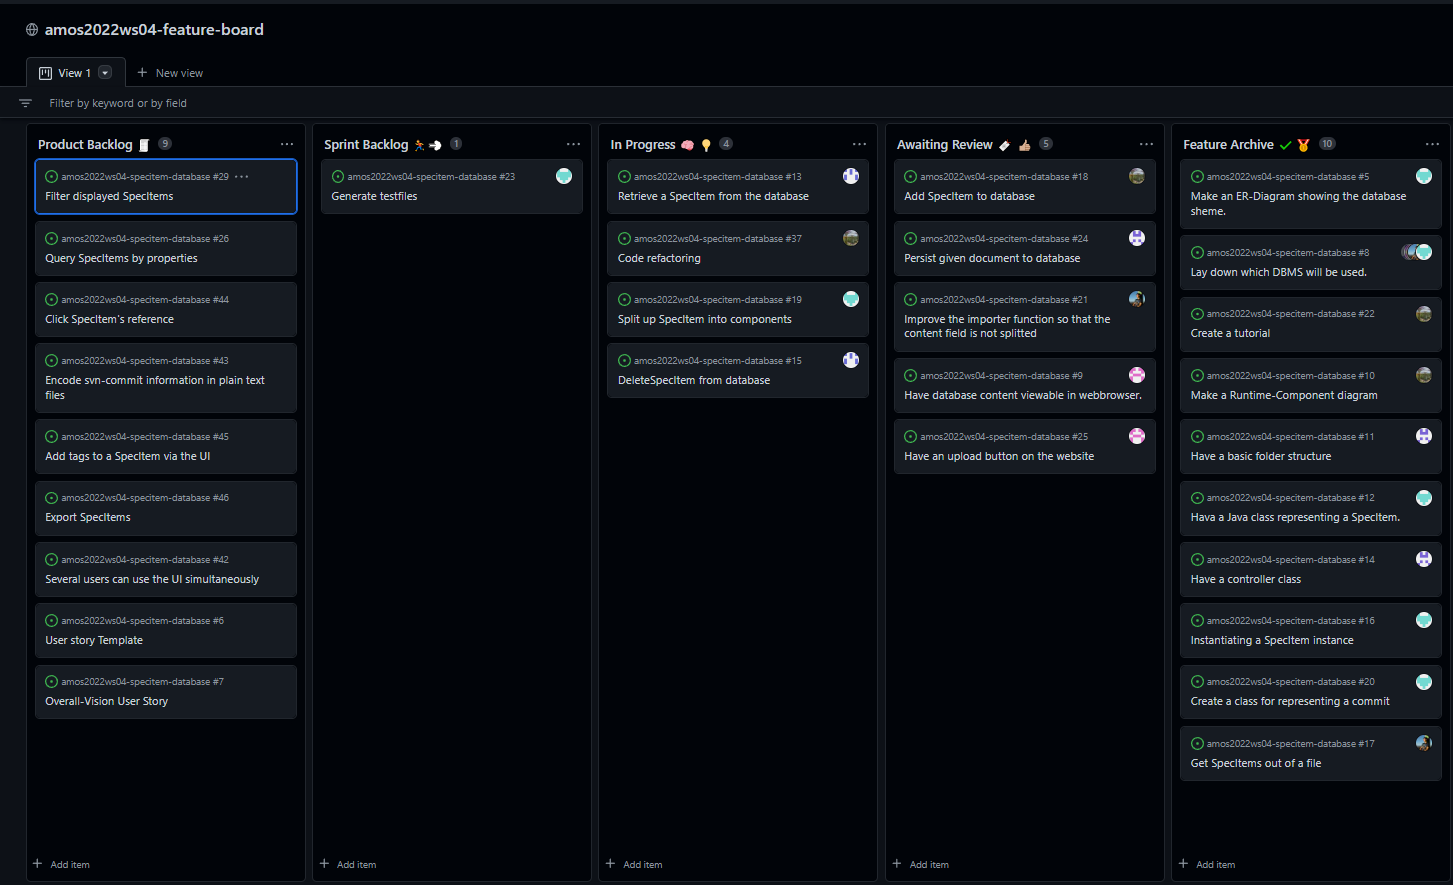 amos2022ws04-feature-board
View 1
New view
Filter by keyword or by field
Product Backlog 9
amos2022ws04-specitem-database #29
Filter displayed SpecItems
amos2022ws04-specitem-database #26
Query SpecItems by properties
amos2022ws04-specitem-database #44
Click SpecItem's reference
amos2022ws04-specitem-database #43
Encode svn-commit information in plain text
files
amos2022ws04-specitem-database #45
Add tags to a SpecItem via the UI
amos2022ws04-specitem-database #46
Export SpecItems
amos2022ws04-specitem-database #42
Several users can use the UI simultaneously
amos2022ws04-specitem-database #6
User story Template
amos2022ws04-specitem-database #7
Overall-Vision User Story
Add item
Sprint Backlog 1
amos2022ws04-specitem-database #23
Generate testfiles
Add item
In Progress 4
amos2022ws04-specitem-database #13
Retrieve a SpecItem from the database
amos2022ws04-specitem-database #37
Code refactoring
amos2022ws04-specitem-database #19
Split up SpecItem into components
amos2022ws04-specitem-database #15
DeleteSpecItem from database
Add item
Awaiting Review 5
amos2022ws04-specitem-database #18
Add SpecItem to database
amos2022ws04-specitem-database #24
Persist given document to database
amos2022ws04-specitem-database #21
Improve the importer function so that the
content field is not splitted
amos2022ws04-specitem-database #9
Have database content viewable in webbrowser.
amos2022ws04-specitem-database #25
Have an upload button on the website
Add item
Feature Archive 10
amos2022ws04-specitem-database #5
Make an ER-Diagram showing the database
sheme.
amos2022ws04-specitem-database #8
Lay down which DBMS will be used.
amos2022ws04-specitem-database #22
Create a tutorial
amos2022ws04-specitem-database #10
Make a Runtime-Component diagram
amos2022ws04-specitem-database #11
Have a basic folder structure
amos2022ws04-specitem-database #12
Hava a Java class representing a SpecItem.
amos2022ws04-specitem-database #14
Have a controller class
amos2022ws04-specitem-database #16
Instantiating a SpecItem instance
amos2022ws04-specitem-database #20
Create a class for representing a commit
amos2022ws04-specitem-database #17
Get SpecItems out of a file
Add item